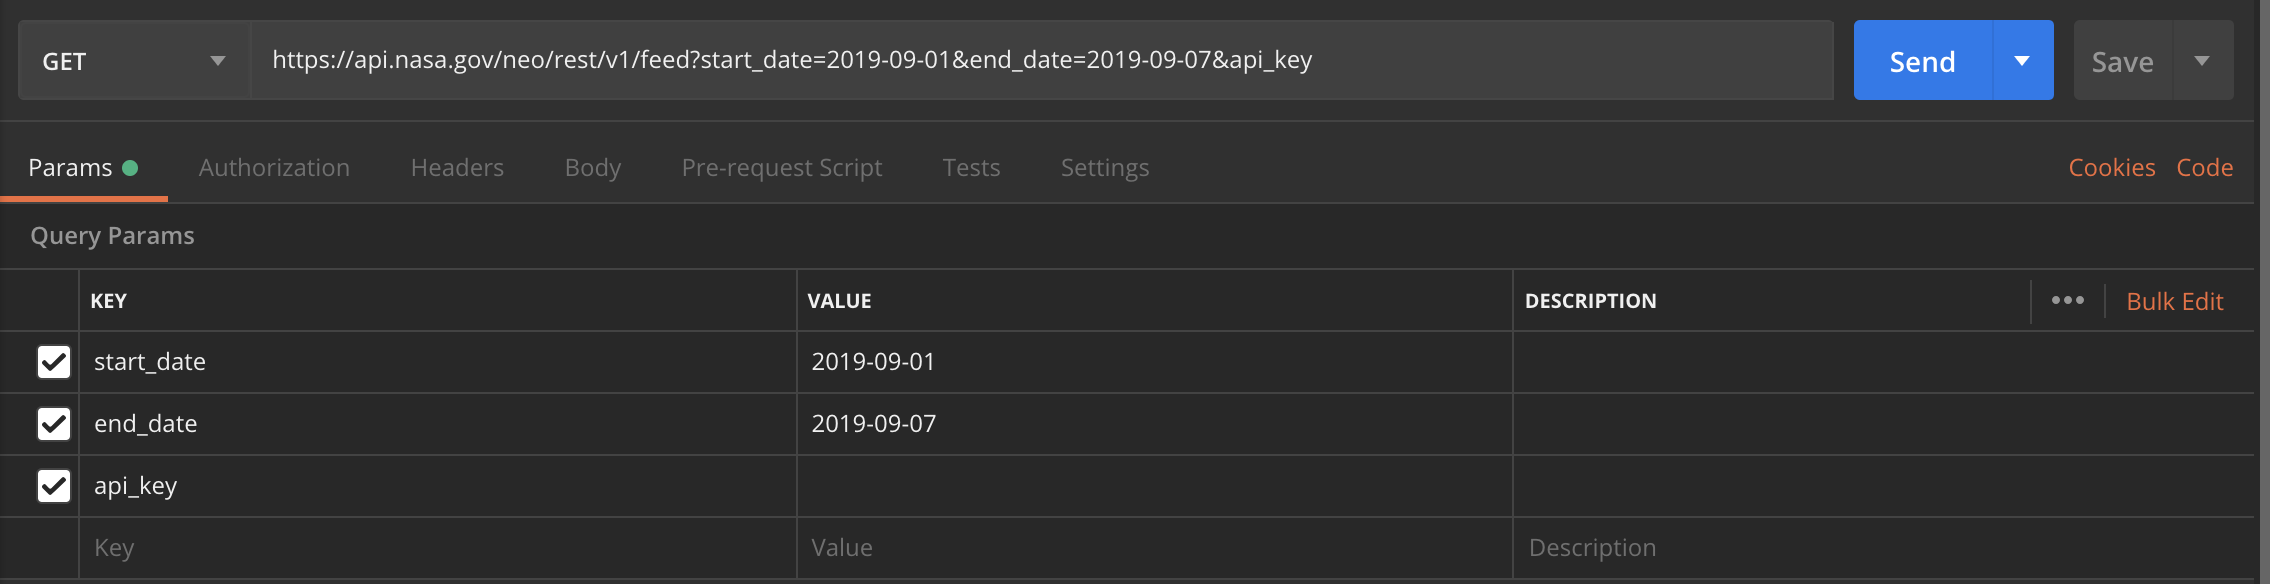 GET https://api.nasa.gov/neo/rest/v1/feed?start_date=2019-09-01&end_date=2019-09-07&api_key Send Save
Params Authorization Headers Body Pre-request Script Tests Settings Cookies Code
Query Params
KEY VALUE DESCRIPTION ••• Bulk Edit
start_date 2019-09-01
end_date 2019-09-07
api_key
Key Value Description